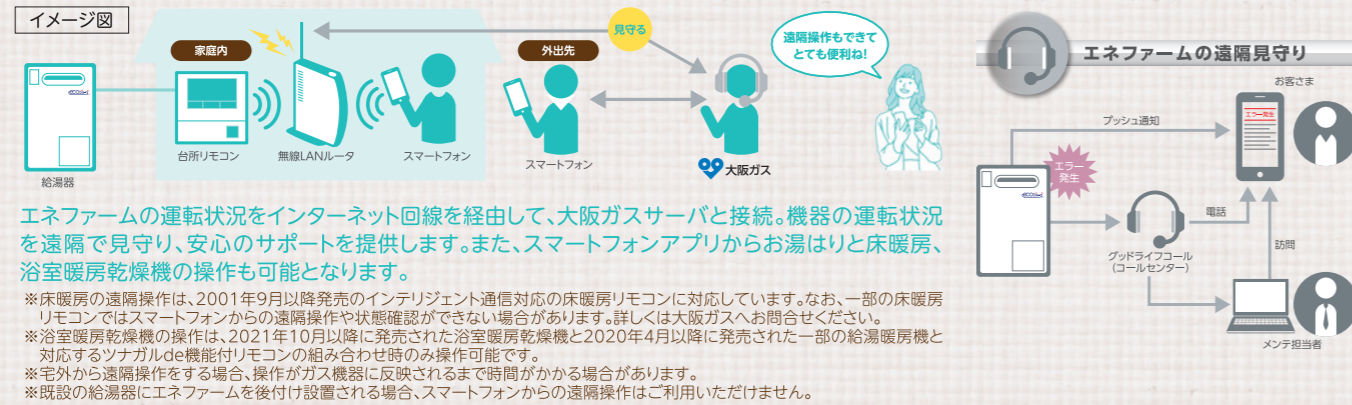 イメージ図
家庭内
見守る
外出先
遠隔操作もできて
とても便利ね!
台所リモコン
無線LANルータ
スマートフォン
スマートフォン
大阪ガス
給湯器
エネファームの運転状況をインターネット回線を経由して、大阪ガスサーバと接続。機器の運転状況
を遠隔で見守り、安心のサポートを提供します。また、スマートフォンアプリからお湯はりと床暖房、
浴室暖房乾燥機の操作も可能となります。
※床暖房の遠隔操作は、2001年9月以降発売のインテリジェント通信対応の床暖房リモコンに対応しています。なお、一部の床暖房
リモコンではスマートフォンからの遠隔操作や状態確認ができない場合があります。詳しくは大阪ガスへお問合せください。
※浴室暖房乾燥機の操作は、2021年10月以降に発売された浴室暖房乾燥機と2020年4月以降に発売された一部の給湯暖房機と
対応するツナガルde機能付リモコンの組み合わせ時のみ操作可能です。
※宅外から遠隔操作をする場合、操作がガス機器に反映されるまで時間がかかる場合があります。
※既設の給湯器にエネファームを後付け設置される場合、スマートフォンからの遠隔操作はご利用いただけません。
エネファームの遠隔見守り
お客さま
プッシュ通知
エラー発生
エラー
発生
電話
グッドライフコール
(コールセンター)
訪問
メンテ担当者